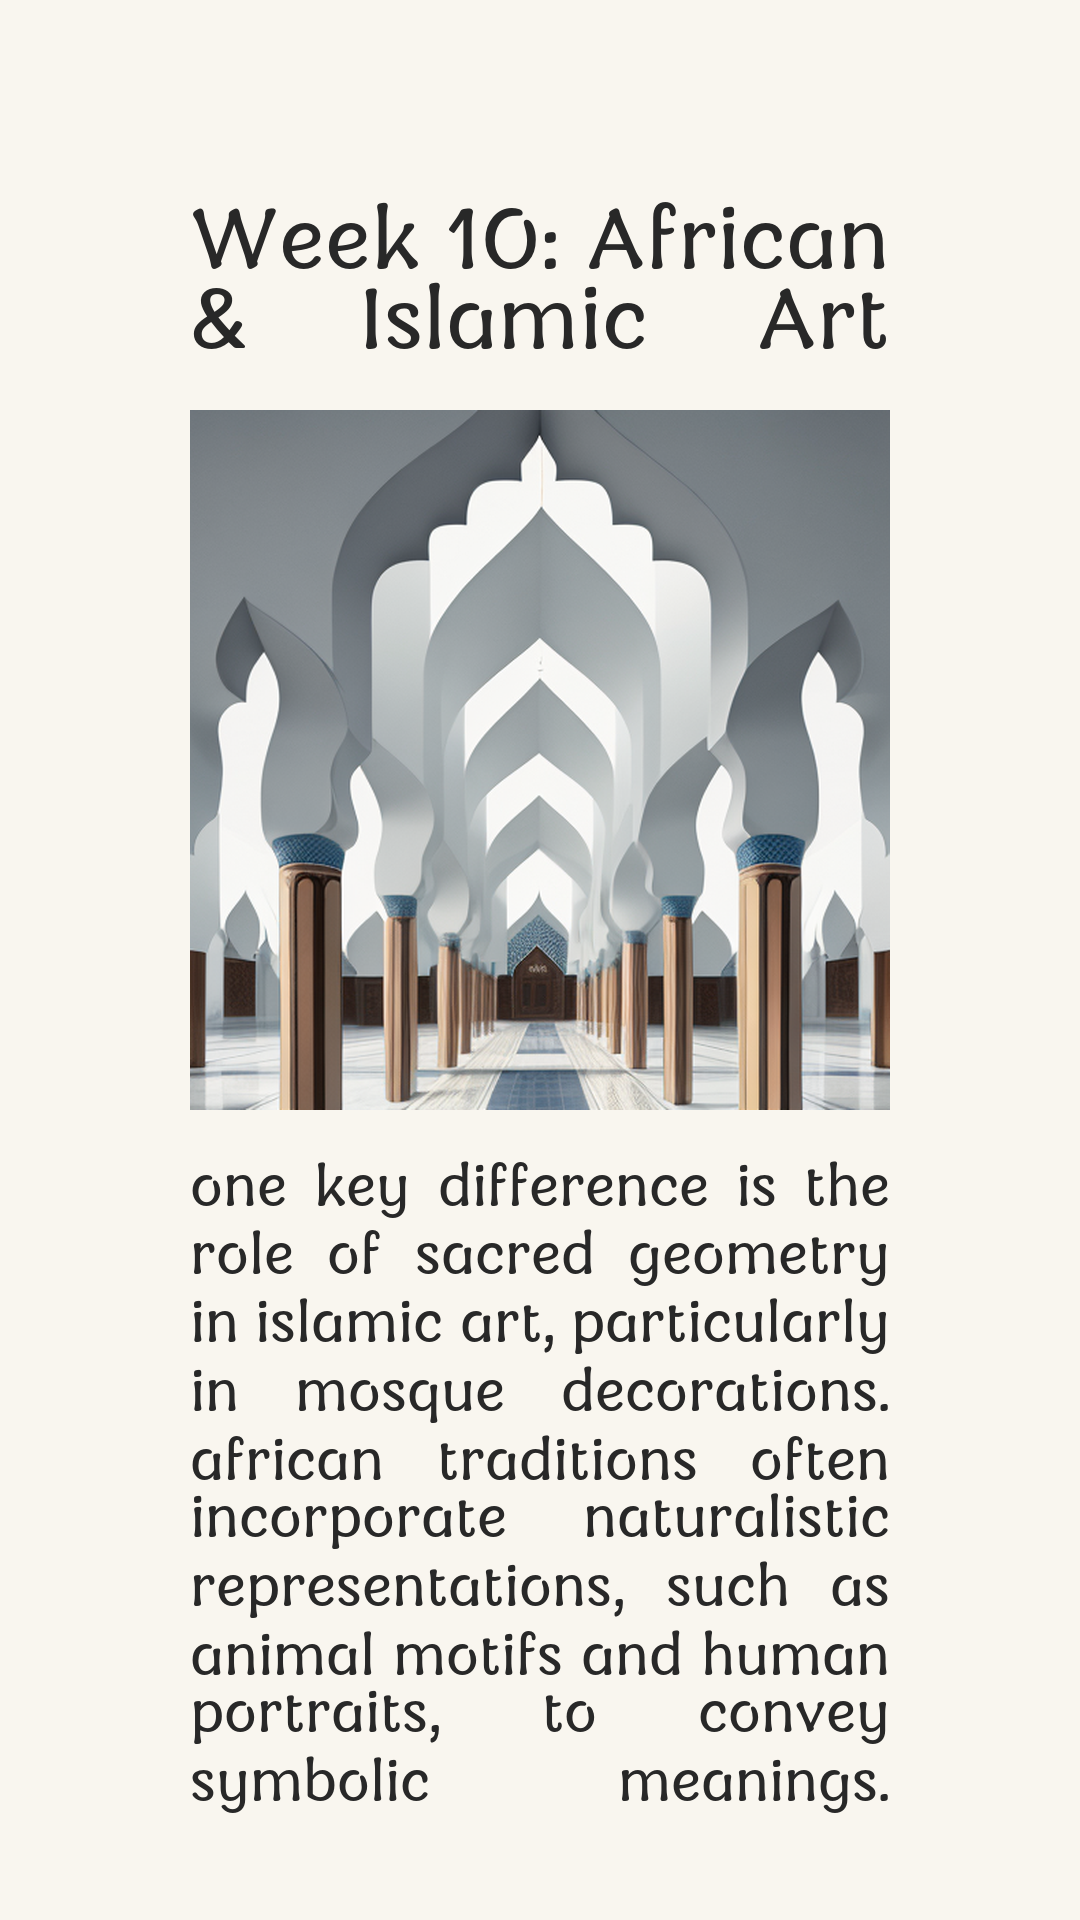 Week 10: African
& Islamic Art
one key difference is the
role of sacred geometry
in islamic art, particularly
in mosque decorations.
african traditions often
incorporate naturalistic
representations, such as
animal motifs and human
portraits, to convey
symbolic meanings.